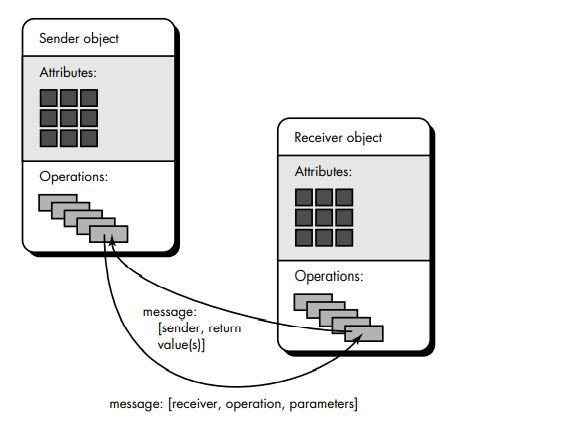 Sender object
Attributes:
Operations:
Receiver object
Attributes:
Operations:
message:
[sender, return
value(s)]
message: [receiver, operation, parameters]